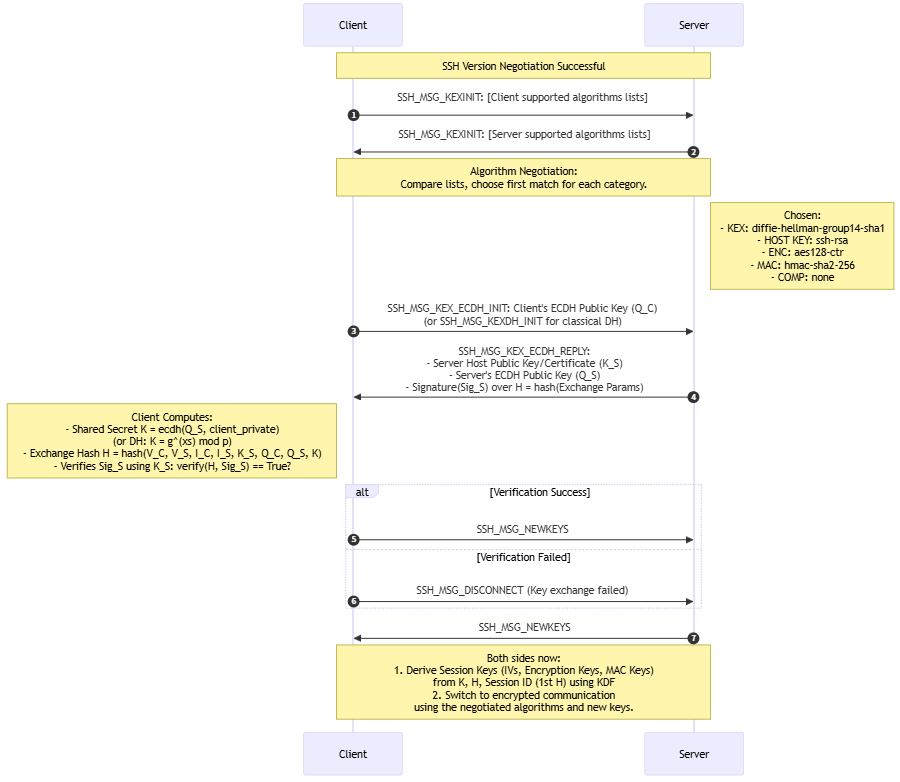 Client
Server
SSH Version Negotiation Successful
SSH_MSG_KEXINIT: [Client supported algorithms lists]
1
SSH_MSG_KEXINIT: [Server supported algorithms lists]
2
Algorithm Negotiation:
Compare lists, choose first match for each category.
Chosen:
- KEX: diffie-hellman-group14-sha1
- HOST KEY: ssh-rsa
- ENC: aes128-ctr
- MAC: hmac-sha2-256
- COMP: none
SSH_MSG_KEX_ECDH_INIT: Client's ECDH Public Key (Q_C)
(or SSH_MSG_KEXDH_INIT for classical DH)
3
SSH_MSG_KEX_ECDH_REPLY:
- Server Host Public Key/Certificate (K_S)
- Server's ECDH Public Key (Q_S)
- Signature(Sig_S) over H = hash(Exchange Params)
4
Client Computes:
- Shared Secret K = ecdh(Q_S, client_private)
(or DH: K = g^(xs) mod p)
- Exchange Hash H = hash(V_C, V_S, I_C, I_S, K_S, Q_C, Q_S, K)
- Verifies Sig_S using K_S: verify(H, Sig_S) == True?
alt
[Verification Success]
SSH_MSG_NEWKEYS
5
[Verification Failed]
SSH_MSG_DISCONNECT (Key exchange failed)
6
SSH_MSG_NEWKEYS
7
Both sides now:
1. Derive Session Keys (IVs, Encryption Keys, MAC Keys)
from K, H, Session ID (1st H) using KDF
2. Switch to encrypted communication
using the negotiated algorithms and new keys.
Client
Server